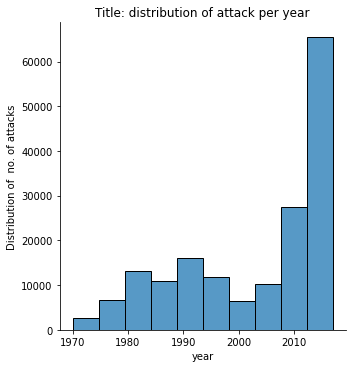 Title: distribution of attack per year
Distribution of  no. of attacks
60000
50000
40000
30000
20000
10000
0
1970 1980 1990 2000 2010
year